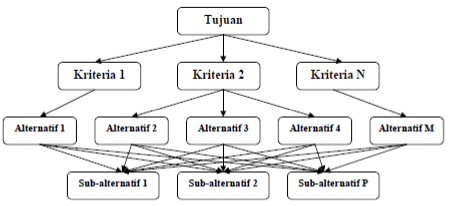 Tujuan
Kriteria 1
Kriteria 2
Kriteria N
Alternatif 1
Alternatif 2
Alternatif 3
Alternatif 4
Alternatif M
Sub-alternatif 1
Sub-alternatif 2
Sub-alternatif P